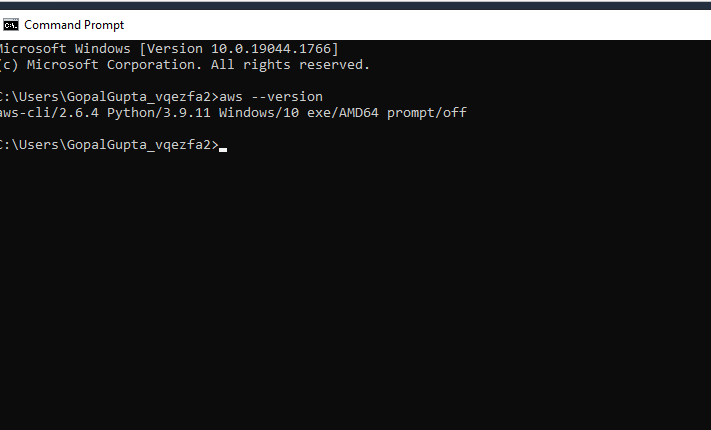 Command Prompt
Microsoft Windows [Version 10.0.19044.1766]
(c) Microsoft Corporation. All rights reserved.
C:\Users\GopalGupta_vqezfa2>aws --version
aws-cli/2.6.4 Python/3.9.11 Windows/10 exe/AMD64 prompt/off
C:\Users\GopalGupta_vqezfa2>